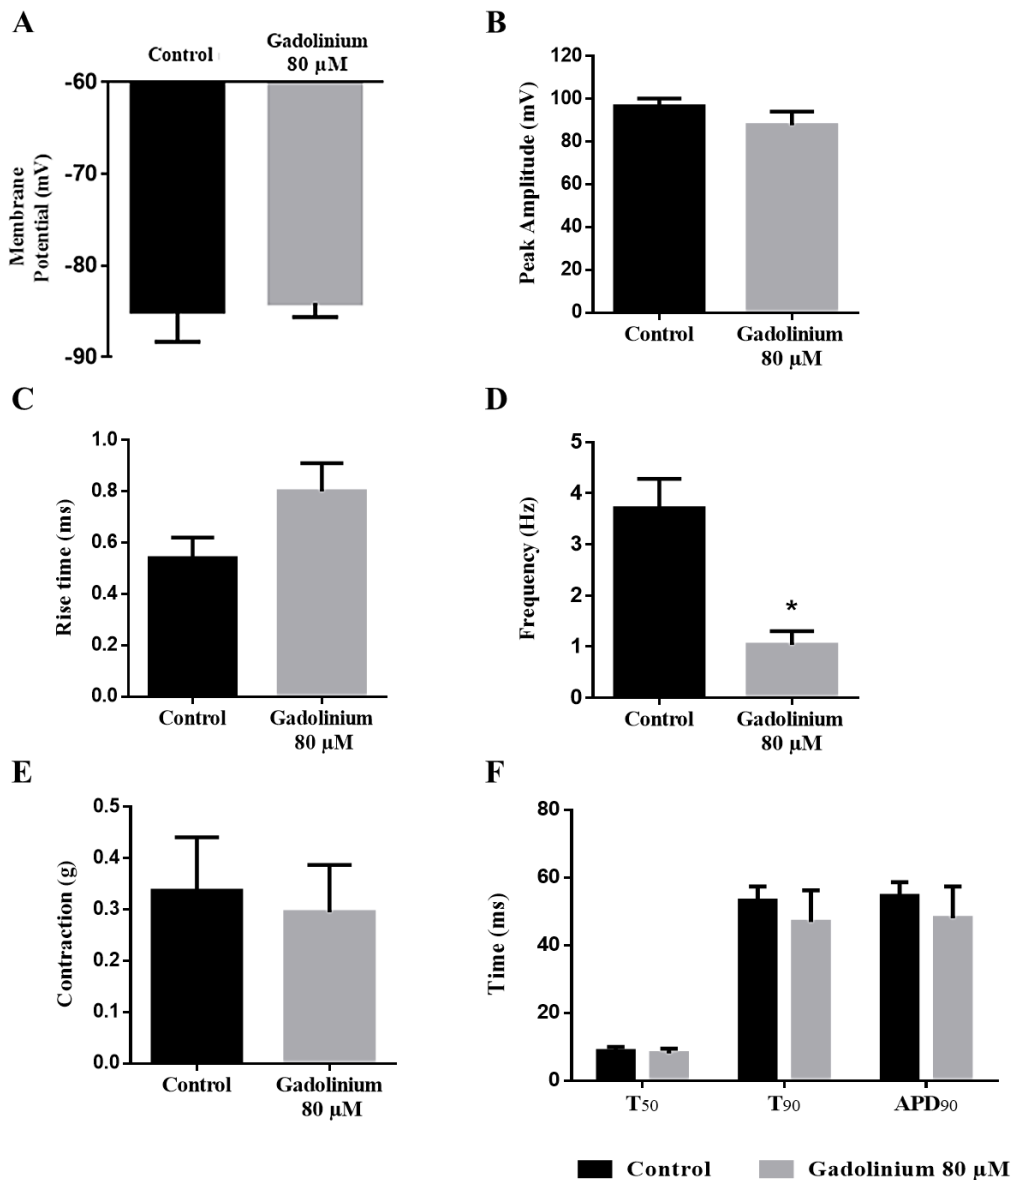 A
Control
Gadolinium
80 µM
-60
-70
-80
-90
Membrane
Potential (mV)
B
120
100
80
60
40
20
0
Peak Amplitude (mV)
Control
Gadolinium
80 µM
C
1.0
0.8
0.6
0.4
0.2
0.0
Rise time (ms)
Control
Gadolinium
80 µM
D
5
4
3
2
1
0
Frequency (Hz)
*
Control
Gadolinium
80 µM
E
0.5
0.4
0.3
0.2
0.1
0.0
Contraction (g)
Control
Gadolinium
80 µM
F
80
60
40
20
0
Time (ms)
T50
T90
APD90
Control
Gadolinium 80 µM